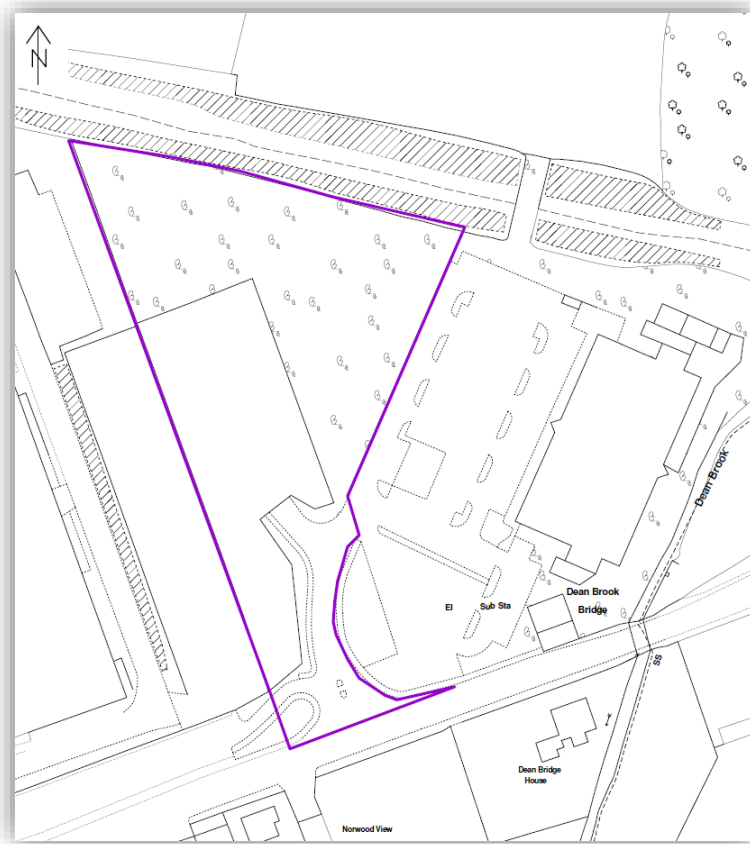 N
Dean Brook
El Sub Sta
Dean Brook
Bridge
SS
Dean Bridge
House
Norwood View